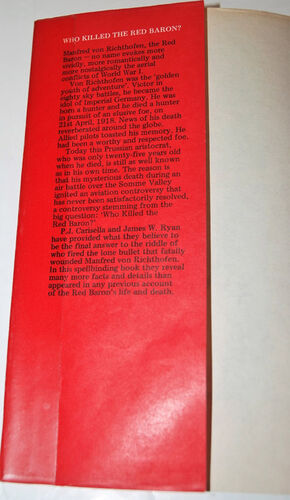 WHO KILLED THE RED BARON?
Manfred von Richthofen, the Red
Baron — no name evokes more
vividly, more romantically and
more nostalgically the aerial
conflicts of World War I.
Von Richthofen was the 'golden
youth of adventure'. Victor in
eighty sky battles, he became the
idol of Imperial Germany. He was
born a hunter and he died a hunter
in pursuit of an elusive foe, on
21st April, 1918. News of his death
reverberated around the globe.
Allied pilots toasted his memory. He
had been a worthy and respected foe.
Today this Prussian aristocrat,
who was only twenty-five years old
when he died, is still as well known
as in his own time. The reason is
that his mysterious death during an
air battle over the Somme Valley
ignited an aviation controversy that
has never been satisfactorily resolved,
a controversy stemming from the
big question: 'Who Killed the
Red Baron?'
P.J. Carisella and James W. Ryan
have provided what they believe to
be the final answer to the riddle of
who fired the lone bullet that fatally
wounded Manfred von Richthofen.
In this spellbinding book they reveal
many more facts and details than
appeared in any previous account
of the Red Baron's life and death.